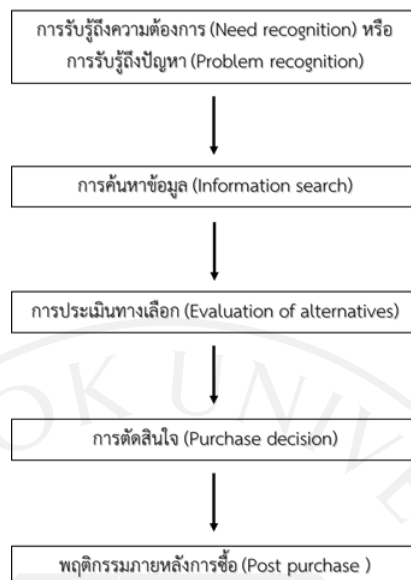 การรับรู้ถึงความต้องการ (Need recognition) หรือ
การรับรู้ถึงปัญหา (Problem recognition)
การค้นหาข้อมูล (Information search)
การประเมินทางเลือก (Evaluation of alternatives)
การตัดสินใจ (Purchase decision)
พฤติกรรมภายหลังการซื้อ (Post purchase )